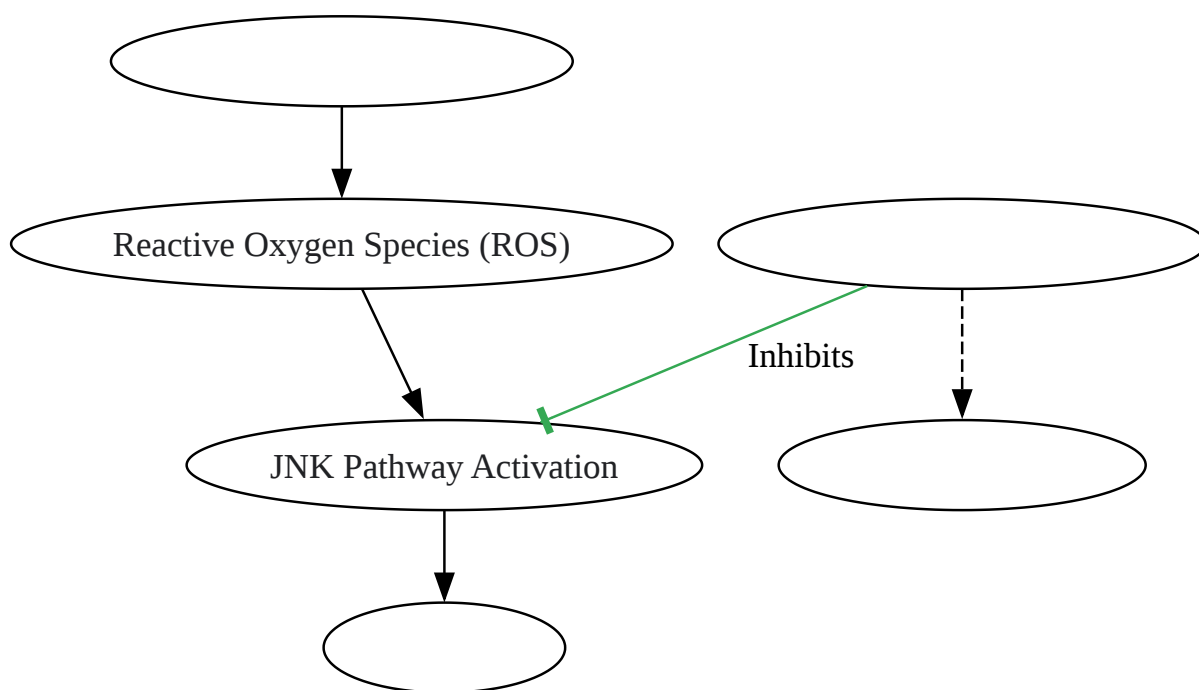 Reactive Oxygen Species (ROS)
Inhibits
JNK Pathway Activation